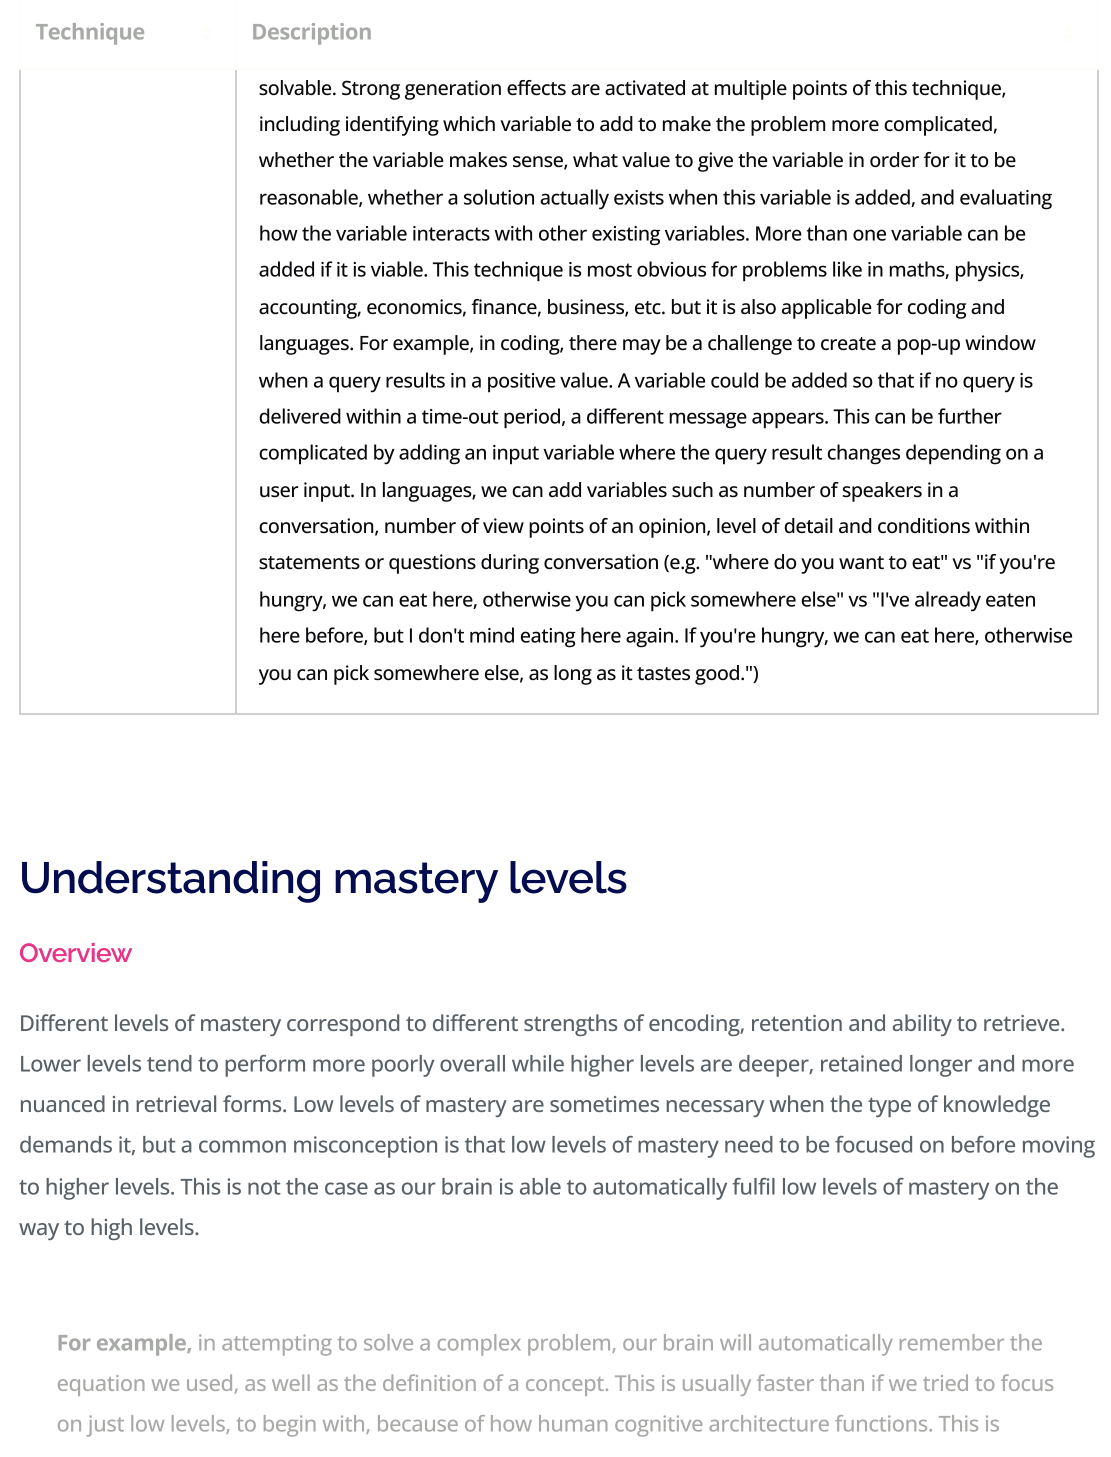 Technique
Description
solvable. Strong generation effects are activated at multiple points of this technique,
including identifying which variable to add to make the problem more complicated,
whether the variable makes sense, what value to give the variable in order for it to be
reasonable, whether a solution actually exists when this variable is added, and evaluating
how the variable interacts with other existing variables. More than one variable can be
added if it is viable. This technique is most obvious for problems like in maths, physics,
accounting, economics, finance, business, etc. but it is also applicable for coding and
languages. For example, in coding, there may be a challenge to create a pop-up window
when a query results in a positive value. A variable could be added so that if no query is
delivered within a time-out period, a different message appears. This can be further
complicated by adding an input variable where the query result changes depending on a
user input. In languages, we can add variables such as number of speakers in a
conversation, number of view points of an opinion, level of detail and conditions within
statements or questions during conversation (e.g. "where do you want to eat" vs "if you're
hungry, we can eat here, otherwise you can pick somewhere else" vs "I've already eaten
here before, but I don't mind eating here again. If you're hungry, we can eat here, otherwise
you can pick somewhere else, as long as it tastes good.")
Understanding mastery levels
Overview
Different levels of mastery correspond to different strengths of encoding, retention and ability to retrieve.
Lower levels tend to perform more poorly overall while higher levels are deeper, retained longer and more
nuanced in retrieval forms. Low levels of mastery are sometimes necessary when the type of knowledge
demands it, but a common misconception is that low levels of mastery need to be focused on before moving
to higher levels. This is not the case as our brain is able to automatically fulfil low levels of mastery on the
way to high levels.
For example, in attempting to solve a complex problem, our brain will automatically remember the
equation we used, as well as the definition of a concept. This is usually faster than if we tried to focus
on just low levels, to begin with, because of how human cognitive architecture functions. This is